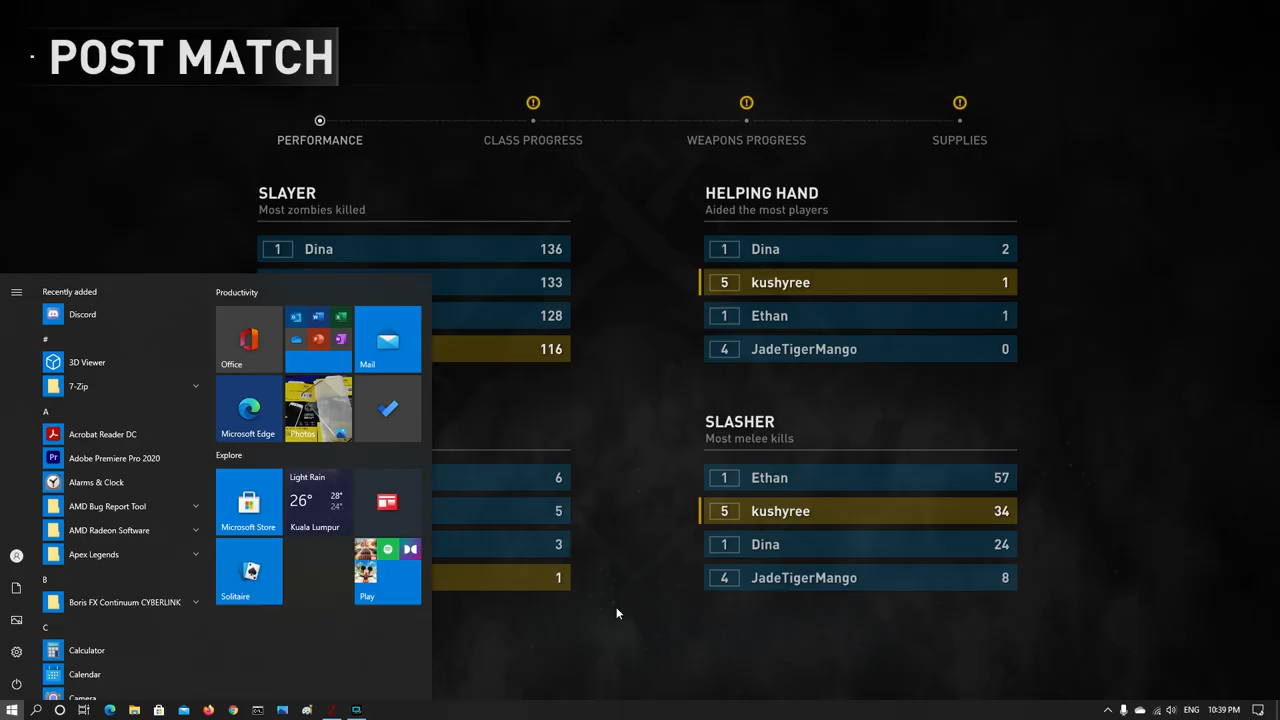 POST MATCH
PERFORMANCE
CLASS PROGRESS
WEAPONS PROGRESS
SUPPLIES
SLAYER
Most zombies killed
1 Dina 136
133
128
116
6
5
3
1
HELPING HAND
Aided the most players
1 Dina 2
5 kushyree 1
1 Ethan 1
4 JadeTigerMango 0
SLASHER
Most melee kills
1 Ethan 57
5 kushyree 34
1 Dina 24
4 JadeTigerMango 8
Recently added
Discord
#
3D Viewer
7-Zip
A
Acrobat Reader DC
Adobe Premiere Pro 2020
Alarms & Clock
AMD Bug Report Tool
AMD Radeon Software
Apex Legends
B
Boris FX Continuum CYBERLINK
C
Calculator
Calendar
Camera
Productivity
Office
Mail
Microsoft Edge
Photos
Explore
Microsoft Store
Light Rain
26° 28°
24°
Kuala Lumpur
Solitaire
Play
ENG 10:39 PM